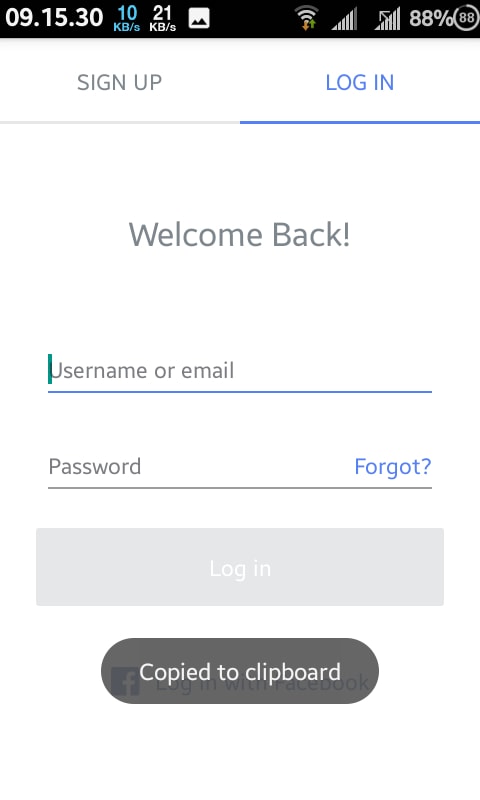 09.15.30 10 KB/s 21 KB/s 88% 88
SIGN UP LOG IN
Welcome Back!
Username or email
Password Forgot?
Log in
Copied to clipboard
Log in with Facebook